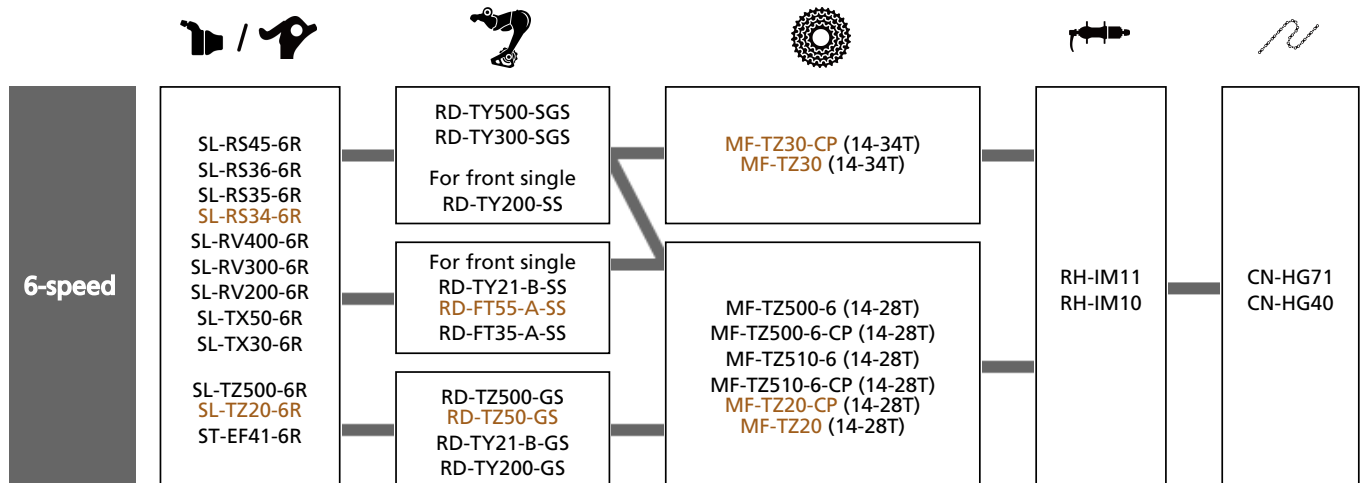 /
6-speed
SL-RS45-6R
SL-RS36-6R
SL-RS35-6R
SL-RS34-6R
SL-RV400-6R
SL-RV300-6R
SL-RV200-6R
SL-TX50-6R
SL-TX30-6R
SL-TZ500-6R
SL-TZ20-6R
ST-EF41-6R
RD-TY500-SGS
RD-TY300-SGS
For front single
RD-TY200-SS
For front single
RD-TY21-B-SS
RD-FT55-A-SS
RD-FT35-A-SS
RD-TZ500-GS
RD-TZ50-GS
RD-TY21-B-GS
RD-TY200-GS
MF-TZ30-CP (14-34T)
MF-TZ30 (14-34T)
MF-TZ500-6 (14-28T)
MF-TZ500-6-CP (14-28T)
MF-TZ510-6 (14-28T)
MF-TZ510-6-CP (14-28T)
MF-TZ20-CP (14-28T)
MF-TZ20 (14-28T)
RH-IM11
RH-IM10
CN-HG71
CN-HG40